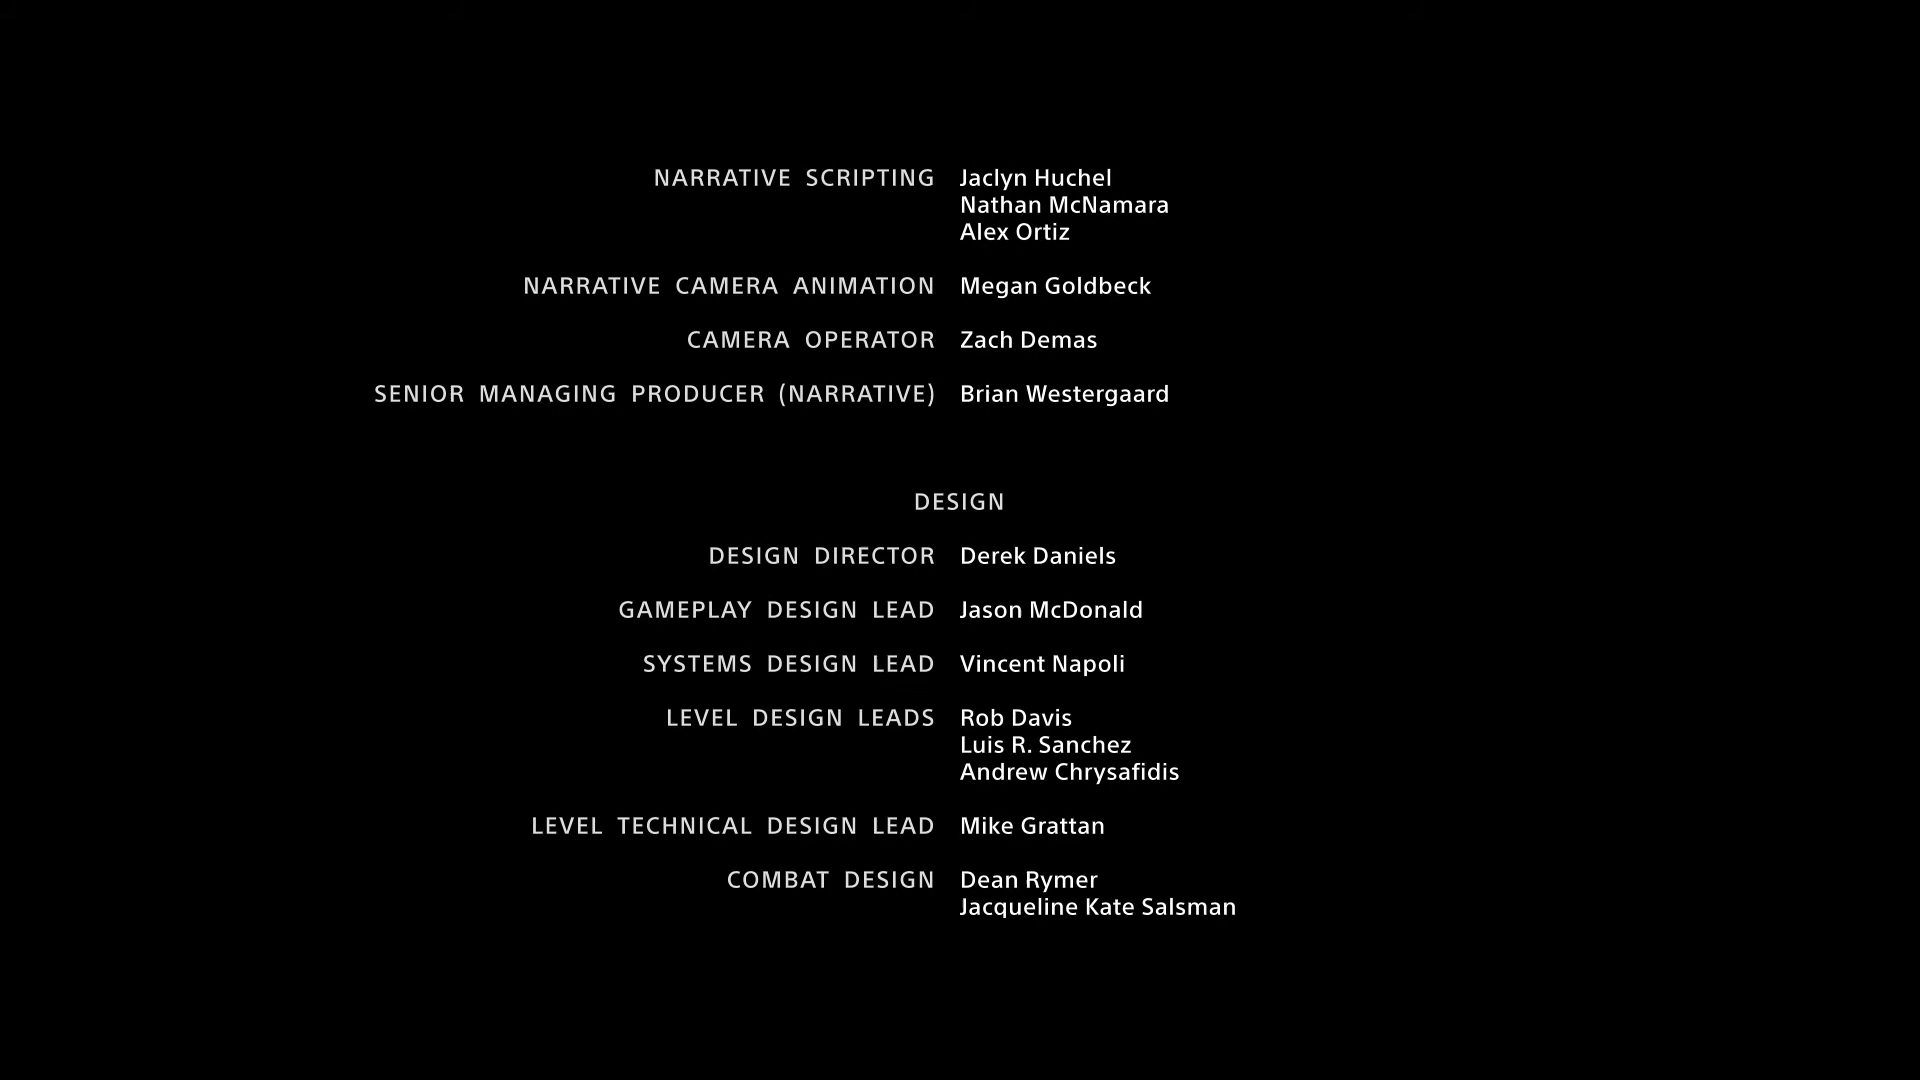 NARRATIVE SCRIPTING Jaclyn Huchel
Nathan McNamara
Alex Ortiz
NARRATIVE CAMERA ANIMATION Megan Goldbeck
CAMERA OPERATOR Zach Demas
SENIOR MANAGING PRODUCER (NARRATIVE) Brian Westergaard
DESIGN
DESIGN DIRECTOR Derek Daniels
GAMEPLAY DESIGN LEAD Jason McDonald
SYSTEMS DESIGN LEAD Vincent Napoli
LEVEL DESIGN LEADS Rob Davis
Luis R. Sanchez
Andrew Chrysafidis
LEVEL TECHNICAL DESIGN LEAD Mike Grattan
COMBAT DESIGN Dean Rymer
Jacqueline Kate Salsman